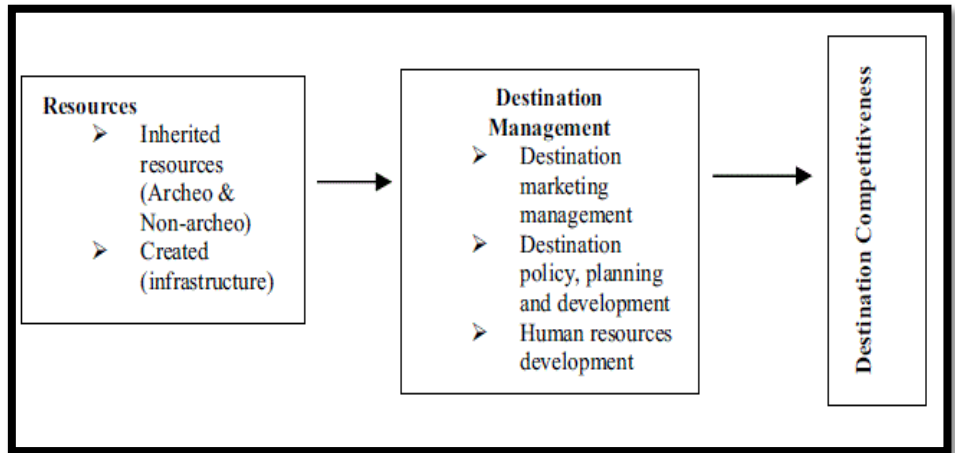 Resources
➢ Inherited
resources
(Archeo &
Non-archeo)
➢ Created
(infrastructure)
Destination
Management
➢ Destination
marketing
management
➢ Destination
policy, planning
and development
➢ Human resources
development
Destination Competitiveness